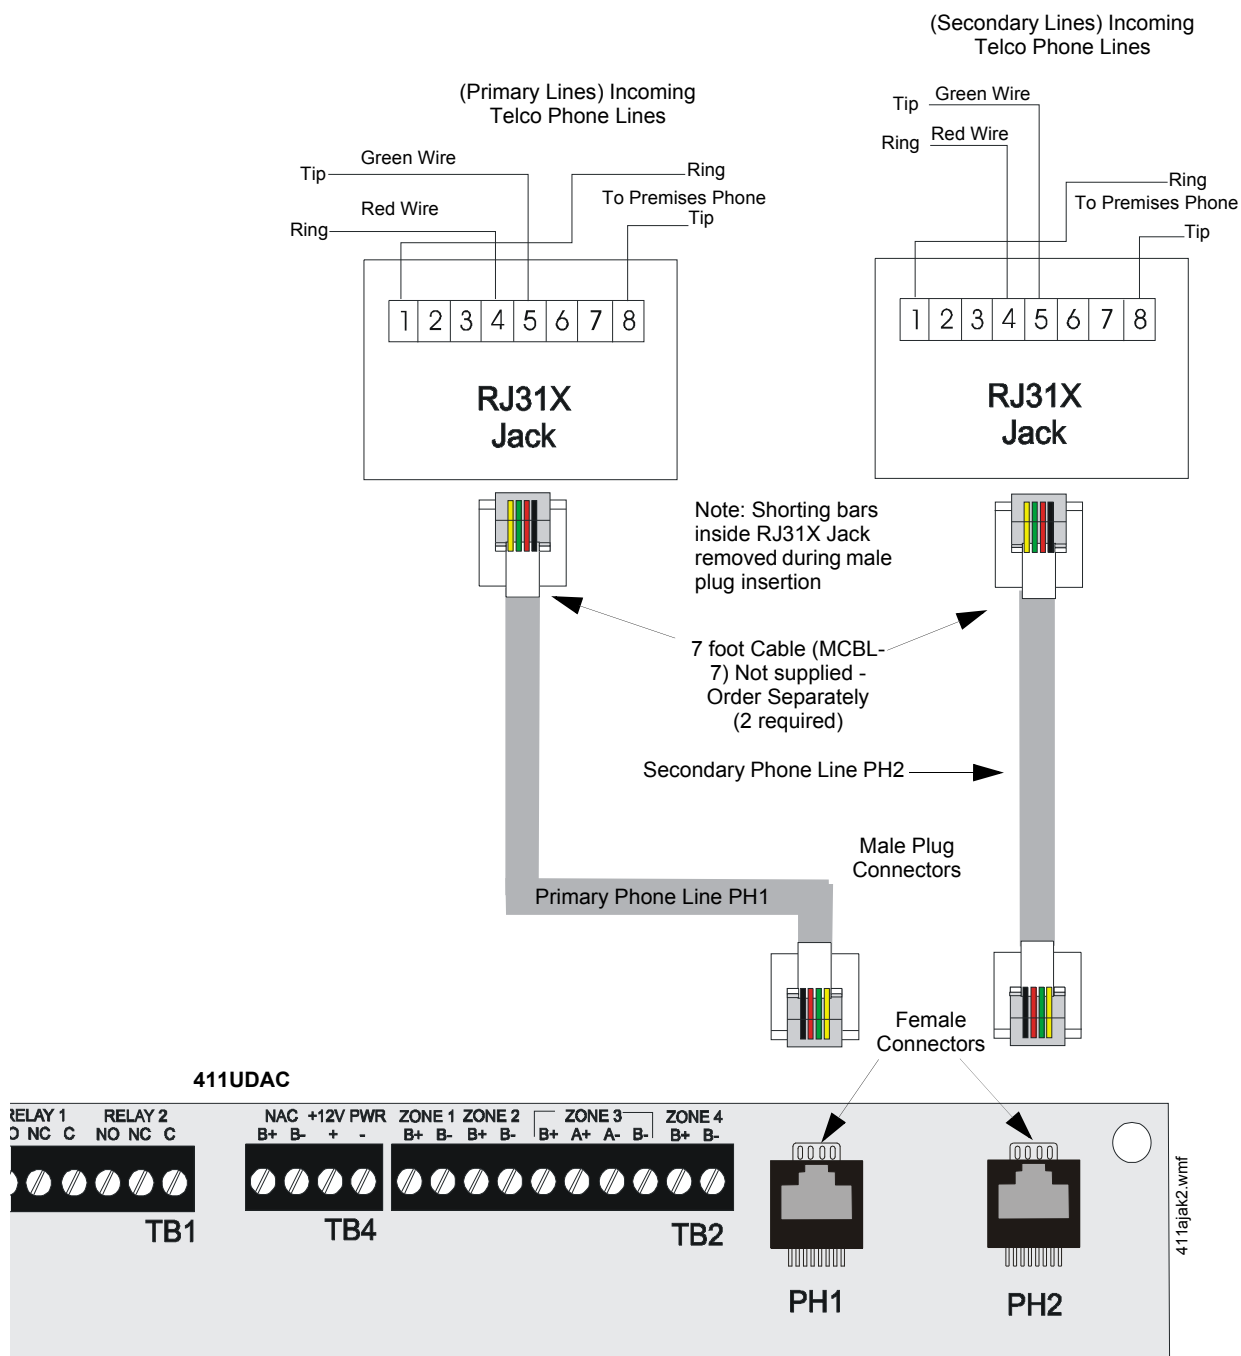 (Secondary Lines) Incoming
Telco Phone Lines
(Primary Lines) Incoming
Telco Phone Lines
Tip Green Wire
Ring Red Wire
Green Wire
Tip
Ring
To Premises Phone
Tip
Red Wire
Ring
Ring
To Premises Phone
Tip
1 2 3 4 5 6 7 8
RJ31X
Jack
1 2 3 4 5 6 7 8
RJ31X
Jack
Note: Shorting bars
inside RJ31X Jack
removed during male
plug insertion
7 foot Cable (MCBL-
7) Not supplied -
Order Separately
(2 required)
Secondary Phone Line PH2
Male Plug
Connectors
Primary Phone Line PH1
Female
Connectors
411UDAC
RELAY 1 RELAY 2
O NC C NO NC C
TB1
NAC +12V PWR
B+ B- + -
TB4
ZONE 1 ZONE 2 ZONE 3 ZONE 4
B+ B- B+ B- B+ A+ A- B- B+ B-
TB2
PH1
PH2
411ajak2.wmf